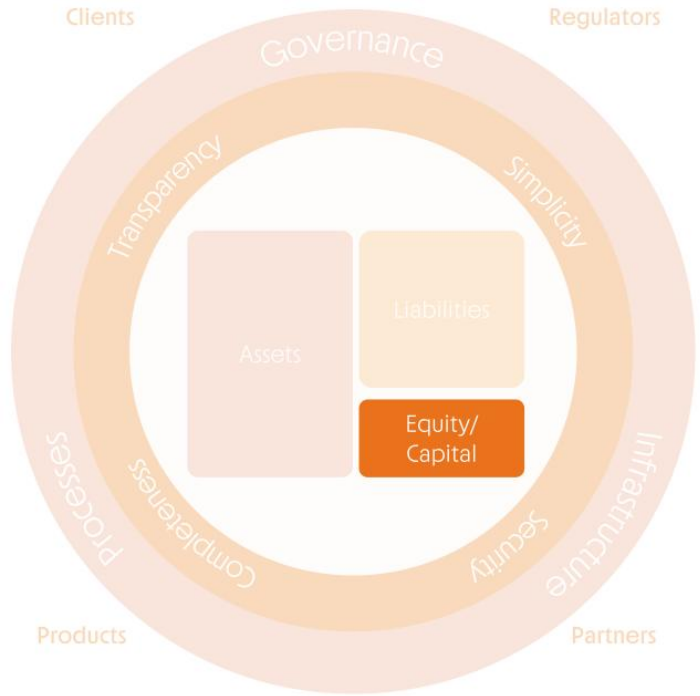 Clients
Regulators
Governance
Transparency
Simplicity
Liabilities
Assets
Equity/
Capital
Processes
Infrastructure
Completeness
Security
Products
Partners